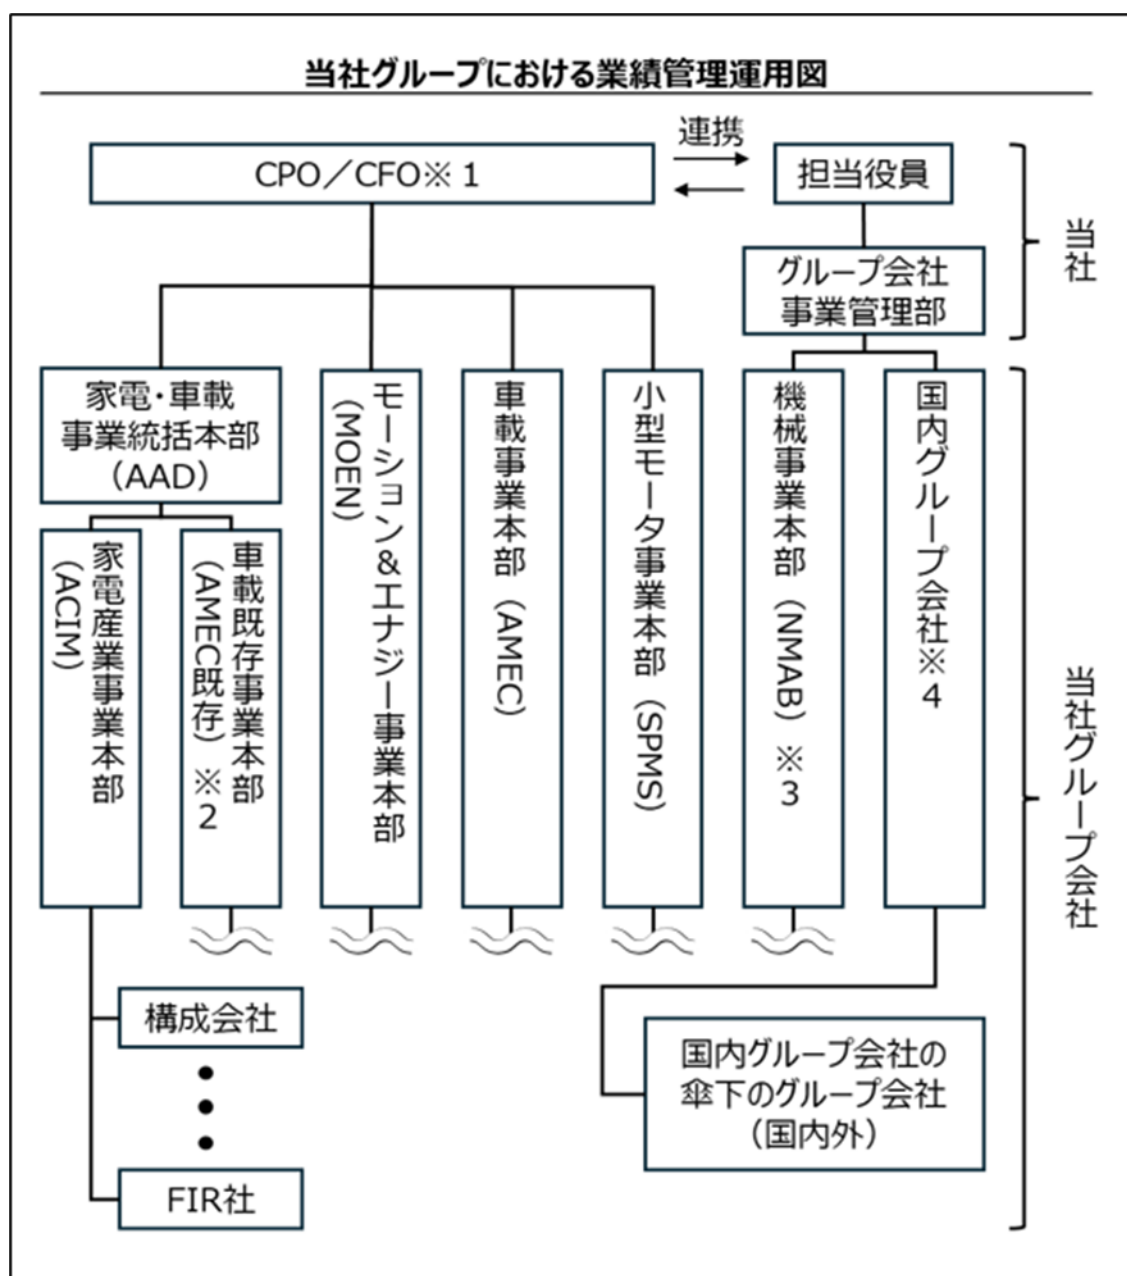 当社グループにおける業績管理運用図
CPO/CFO※1
連携
担当役員
グループ会社
事業管理部
当社
家電・車載
事業統括本部
(AAD)
家電産業事業本部
(ACIM)
車載既存事業本部
(AMEC既存)※2
モーション&エナジー事業本部
(MOEN)
車載事業本部(AMEC)
小型モータ事業本部(SPMS)
機械事業本部(NMAB)※3
国内グループ会社※4
当社グループ会社
構成会社
FIR社
国内グループ会社の
傘下のグループ会社
(国内外)